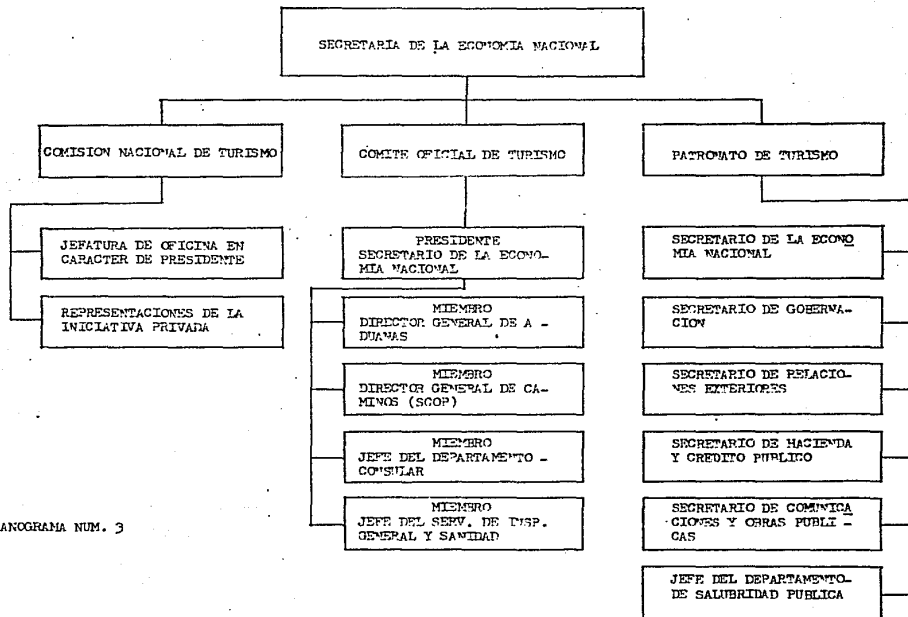 SECRETARIA DE LA ECONOMIA NACIONAL
COMISION NACIONAL DE TURISMO
COMITE OFICIAL DE TURISMO
PATRONATO DE TURISMO
JEFATURA DE OFICINA EN
CARACTER DE PRESIDENTE
REPRESENTACIONES DE LA
INICIATIVA PRIVADA
PRESIDENTE
SECRETARIO DE LA ECONO-
MIA NACIONAL
MIEMBRO
DIRECTOR GENERAL DE A -
DUANAS
MIEMBRO
DIRECTOR GENERAL DE CA-
MINOS (SCOP)
MIEMBRO
JEFE DEL DEPARTAMENTO -
CONSULAR
MIEMBRO
JEFE DEL SERV. DE INSP.
GENERAL Y SANIDAD
SECRETARIO DE LA ECONO
MIA NACIONAL
SECRETARIO DE GOBERNA-
CION
SECRETARIO DE RELACIO-
NES EXTERIORES
SECRETARIO DE HACIENDA
Y CREDITO PUBLICO
SECRETARIO DE COMUNICA
CIONES Y OBRAS PUBLI -
CAS
JEFE DEL DEPARTAMENTO-
DE SALUBRIDAD PUBLICA
ANOGRAMA NUM. 3